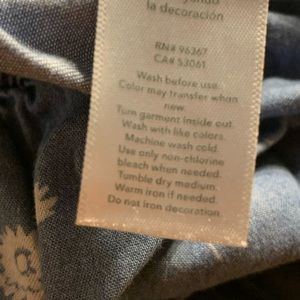 la decoración
RN# 96367
CA# 53061
Wash before use.
Color may transfer when
new.
Turn garment inside out.
Wash with like colors.
Machine wash cold.
Use only non-chlorine
bleach when needed.
Tumble dry medium.
Warm iron if needed.
Do not iron decoration.